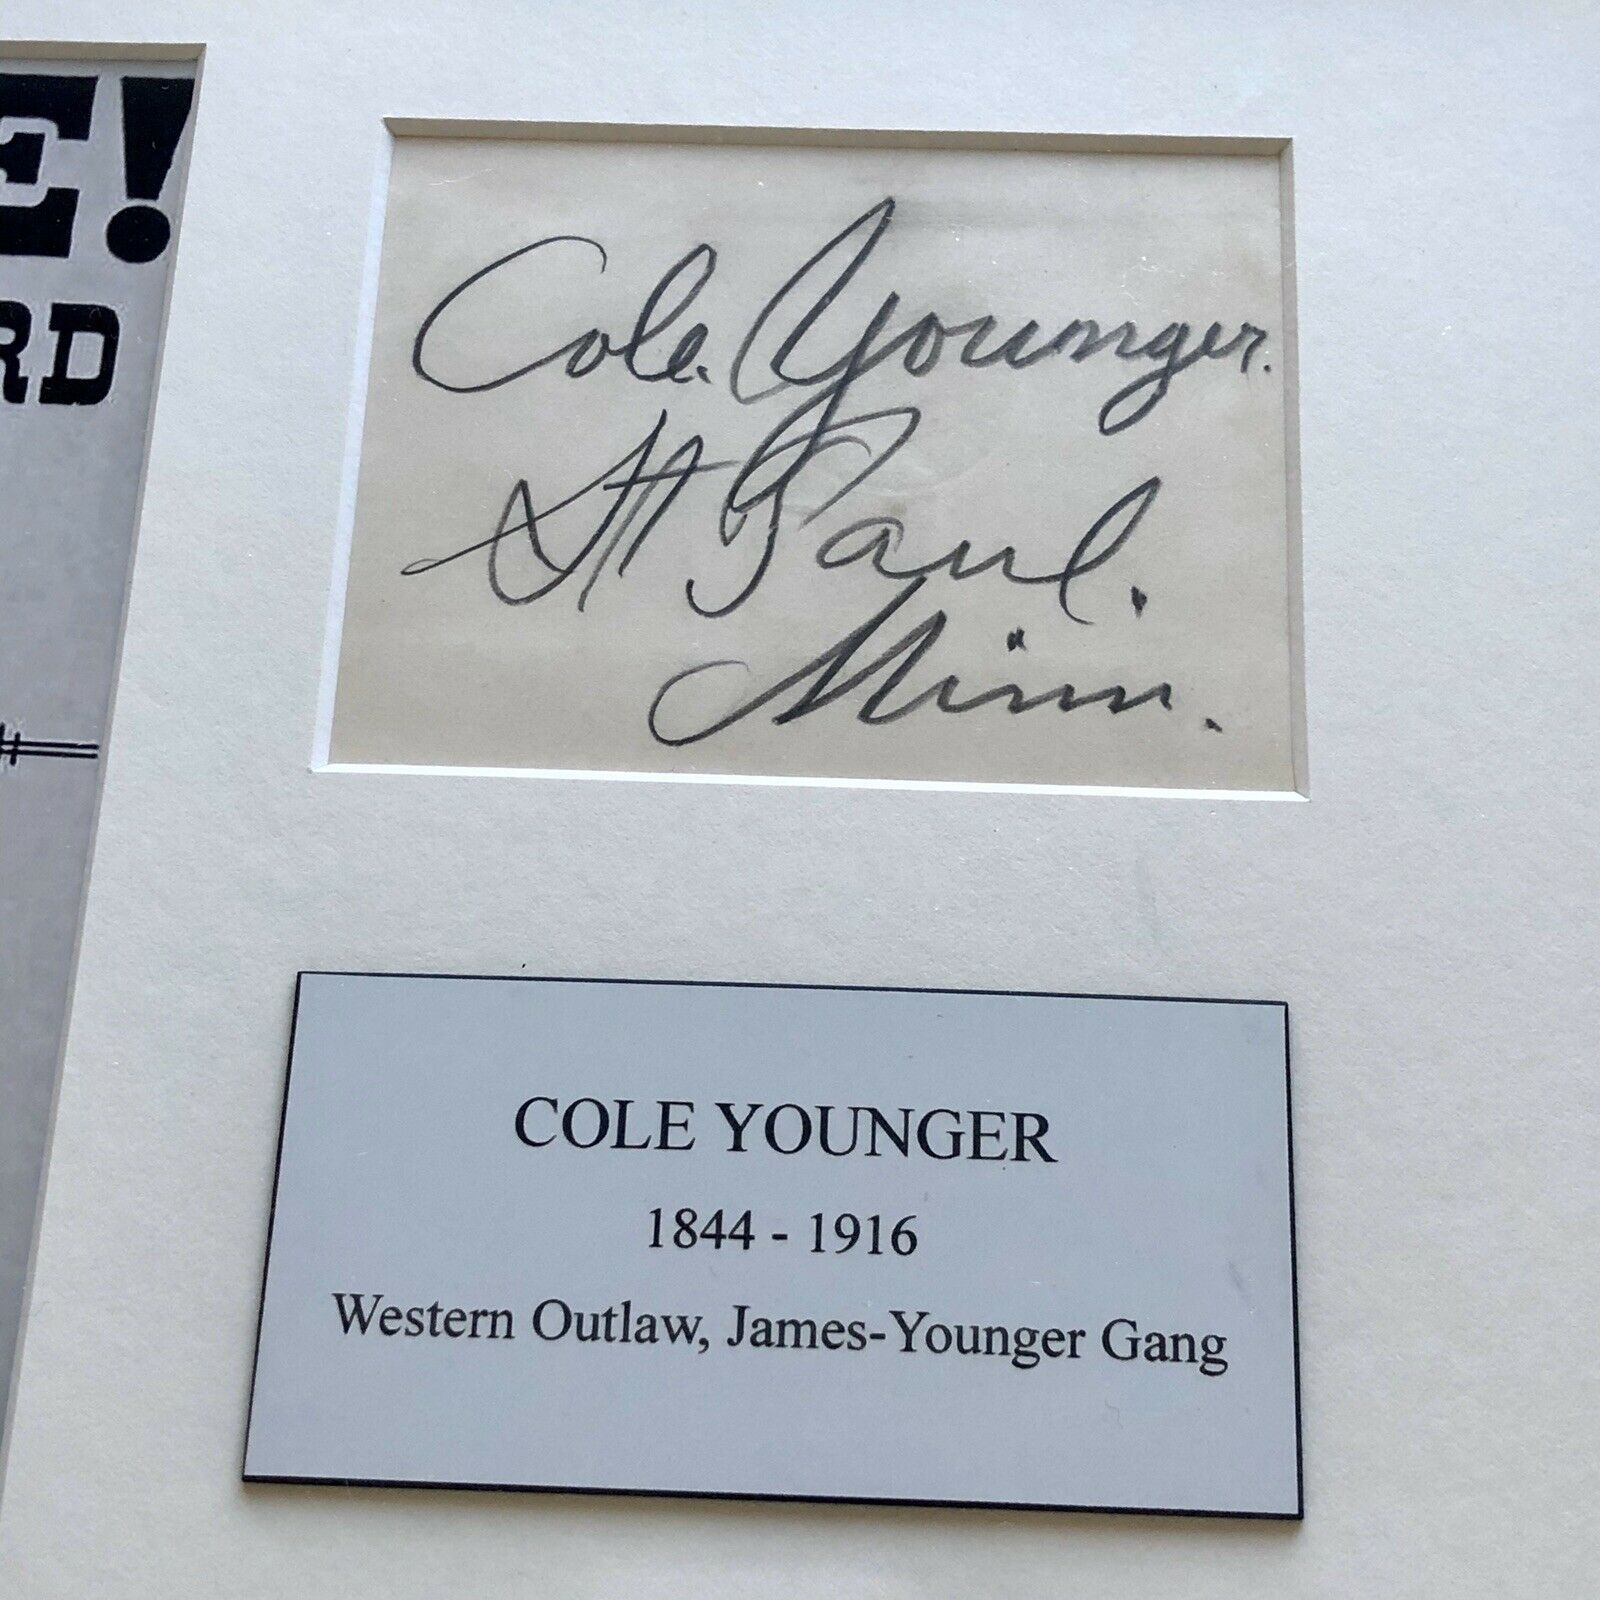 E!
RD
Cole. Younger.
St Paul.
Minn.
COLE YOUNGER
1844 - 1916
Western Outlaw, James-Younger Gang